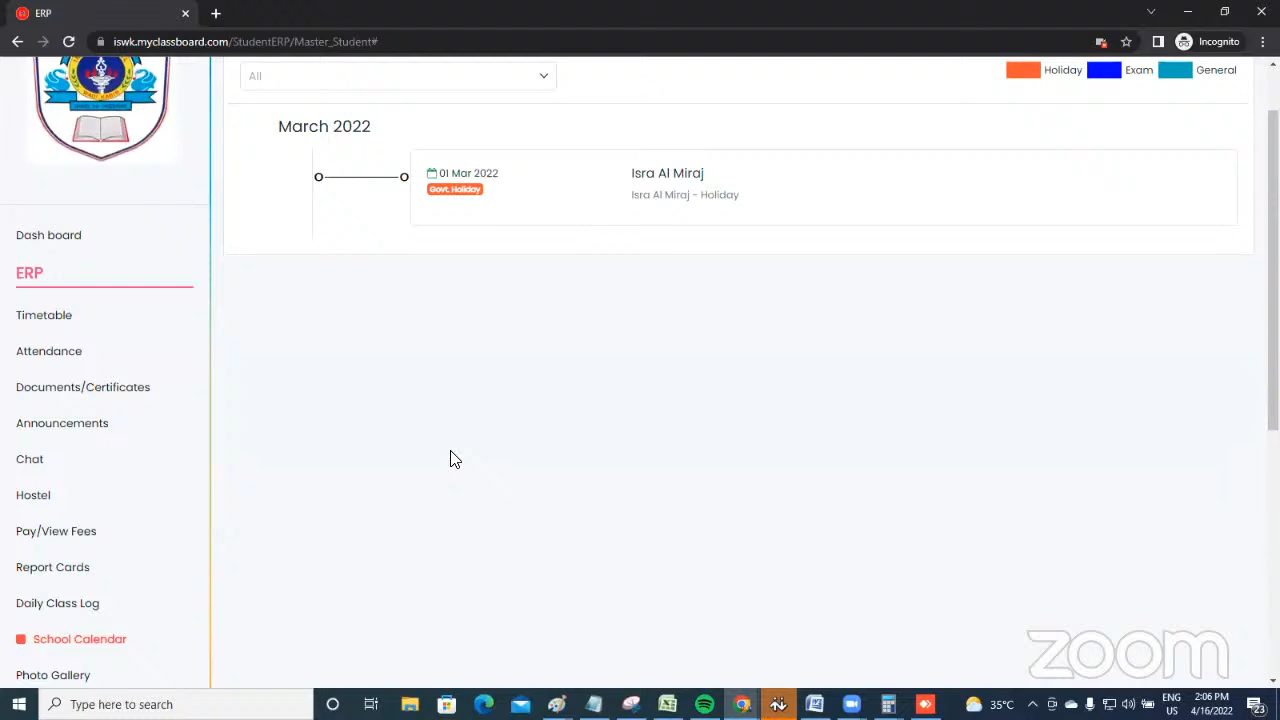 ERP
iswk.myclassboard.com/StudentERP/Master_Student#
Incognito
All
Holiday
Exam
General
March 2022
01 Mar 2022
Govt. Holiday
Isra Al Miraj
Isra Al Miraj - Holiday
Dash board
ERP
Timetable
Attendance
Documents/Certificates
Announcements
Chat
Hostel
Pay/View Fees
Report Cards
Daily Class Log
School Calendar
Photo Gallery
zoom
Type here to search
35°C
ENG
US
2:06 PM
4/16/2022
23